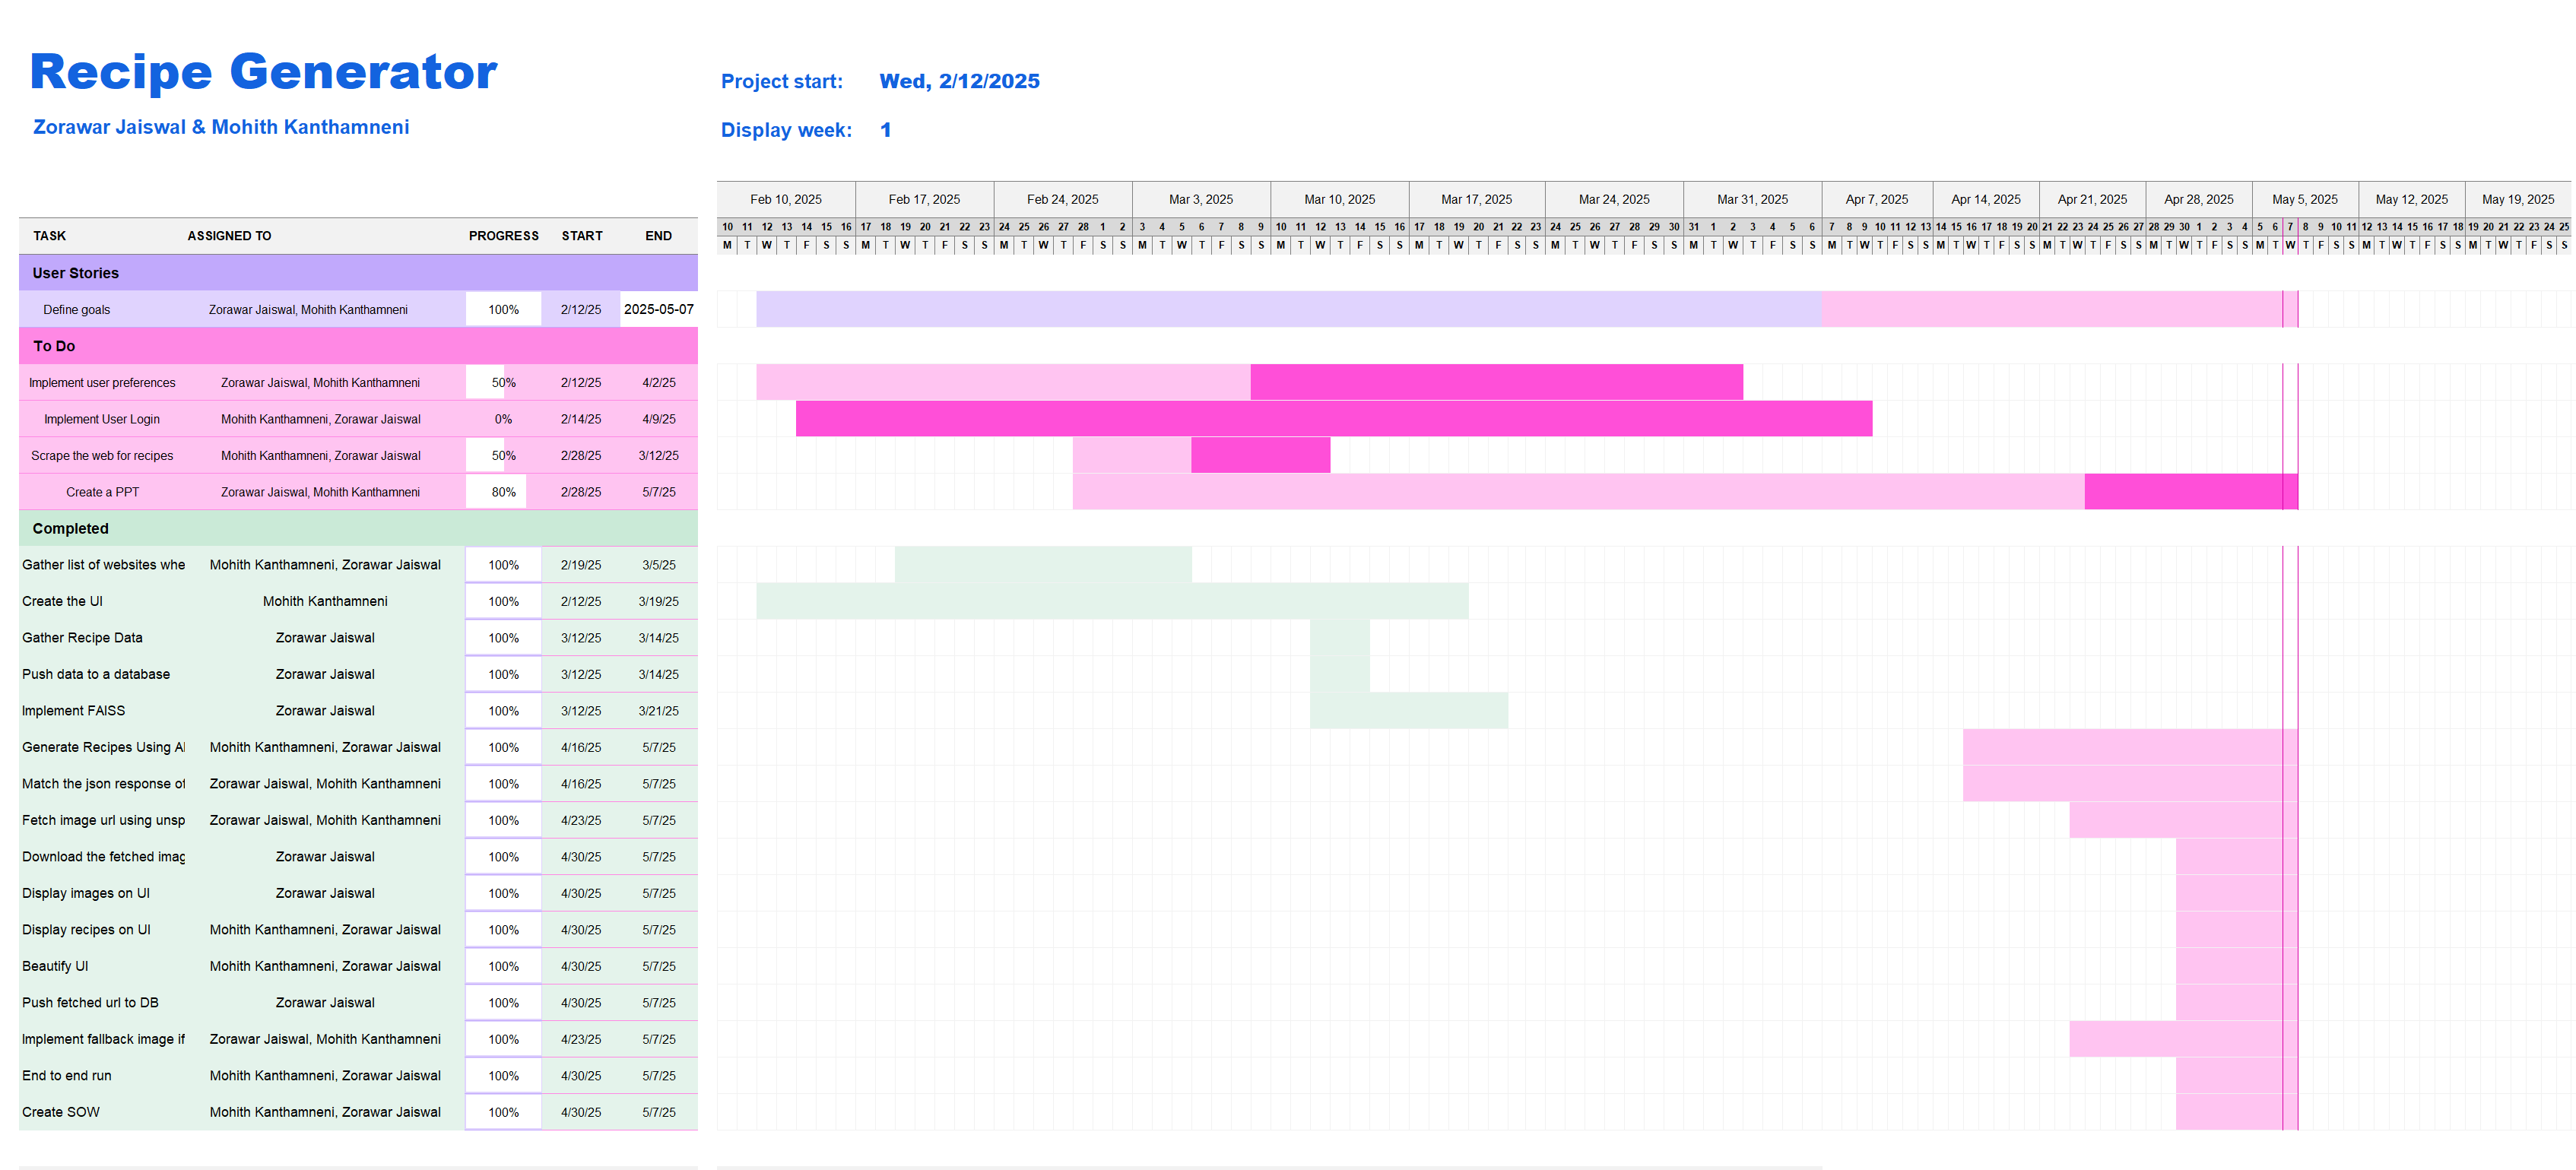 Recipe Generator
Project start: Wed, 2/12/2025
Zorawar Jaiswal & Mohith Kanthamneni
Display week: 1
Feb 10, 2025 Feb 17, 2025 Feb 24, 2025 Mar 3, 2025 Mar 10, 2025 Mar 17, 2025 Mar 24, 2025 Mar 31, 2025 Apr 7, 2025 Apr 14, 2025 Apr 21, 2025 Apr 28, 2025 May 5, 2025 May 12, 2025 May 19, 2025
10 11 12 13 14 15 16 17 18 19 20 21 22 23 24 25 26 27 28 1 2 3 4 5 6 7 8 9 10 11 12 13 14 15 16 17 18 19 20 21 22 23 24 25 26 27 28 29 30 31 1 2 3 4 5 6 7 8 9 10 11 12 13 14 15 16 17 18 19 20 21 22 23 24 25 26 27 28 29 30 1 2 3 4 5 6 7 8 9 10 11 12 13 14 15 16 17 18 19 20 21 22 23 24 25
TASK ASSIGNED TO PROGRESS START END M T W T F S S M T W T F S S M T W T F S S M T W T F S S M T W T F S S M T W T F S S M T W T F S S M T W T F S S M T W T F S S M T W T F S S M T W T F S S M T W T F S S M T W T F S S M T W T F S S M T W T F S S
User Stories
Define goals Zorawar Jaiswal, Mohith Kanthamneni 100% 2/12/25 2025-05-07
To Do
Implement user preferences Zorawar Jaiswal, Mohith Kanthamneni 50% 2/12/25 4/2/25
Implement User Login Mohith Kanthamneni, Zorawar Jaiswal 0% 2/14/25 4/9/25
Scrape the web for recipes Mohith Kanthamneni, Zorawar Jaiswal 50% 2/28/25 3/12/25
Create a PPT Zorawar Jaiswal, Mohith Kanthamneni 80% 2/28/25 5/7/25
Completed
Gather list of websites whe Mohith Kanthamneni, Zorawar Jaiswal 100% 2/19/25 3/5/25
Create the UI Mohith Kanthamneni 100% 2/12/25 3/19/25
Gather Recipe Data Zorawar Jaiswal 100% 3/12/25 3/14/25
Push data to a database Zorawar Jaiswal 100% 3/12/25 3/14/25
Implement FAISS Zorawar Jaiswal 100% 3/12/25 3/21/25
Generate Recipes Using AI Mohith Kanthamneni, Zorawar Jaiswal 100% 4/16/25 5/7/25
Match the json response of Zorawar Jaiswal, Mohith Kanthamneni 100% 4/16/25 5/7/25
Fetch image url using unsp Zorawar Jaiswal, Mohith Kanthamneni 100% 4/23/25 5/7/25
Download the fetched imag Zorawar Jaiswal 100% 4/30/25 5/7/25
Display images on UI Zorawar Jaiswal 100% 4/30/25 5/7/25
Display recipes on UI Mohith Kanthamneni, Zorawar Jaiswal 100% 4/30/25 5/7/25
Beautify UI Mohith Kanthamneni, Zorawar Jaiswal 100% 4/30/25 5/7/25
Push fetched url to DB Zorawar Jaiswal 100% 4/30/25 5/7/25
Implement fallback image if Zorawar Jaiswal, Mohith Kanthamneni 100% 4/23/25 5/7/25
End to end run Mohith Kanthamneni, Zorawar Jaiswal 100% 4/30/25 5/7/25
Create SOW Mohith Kanthamneni, Zorawar Jaiswal 100% 4/30/25 5/7/25